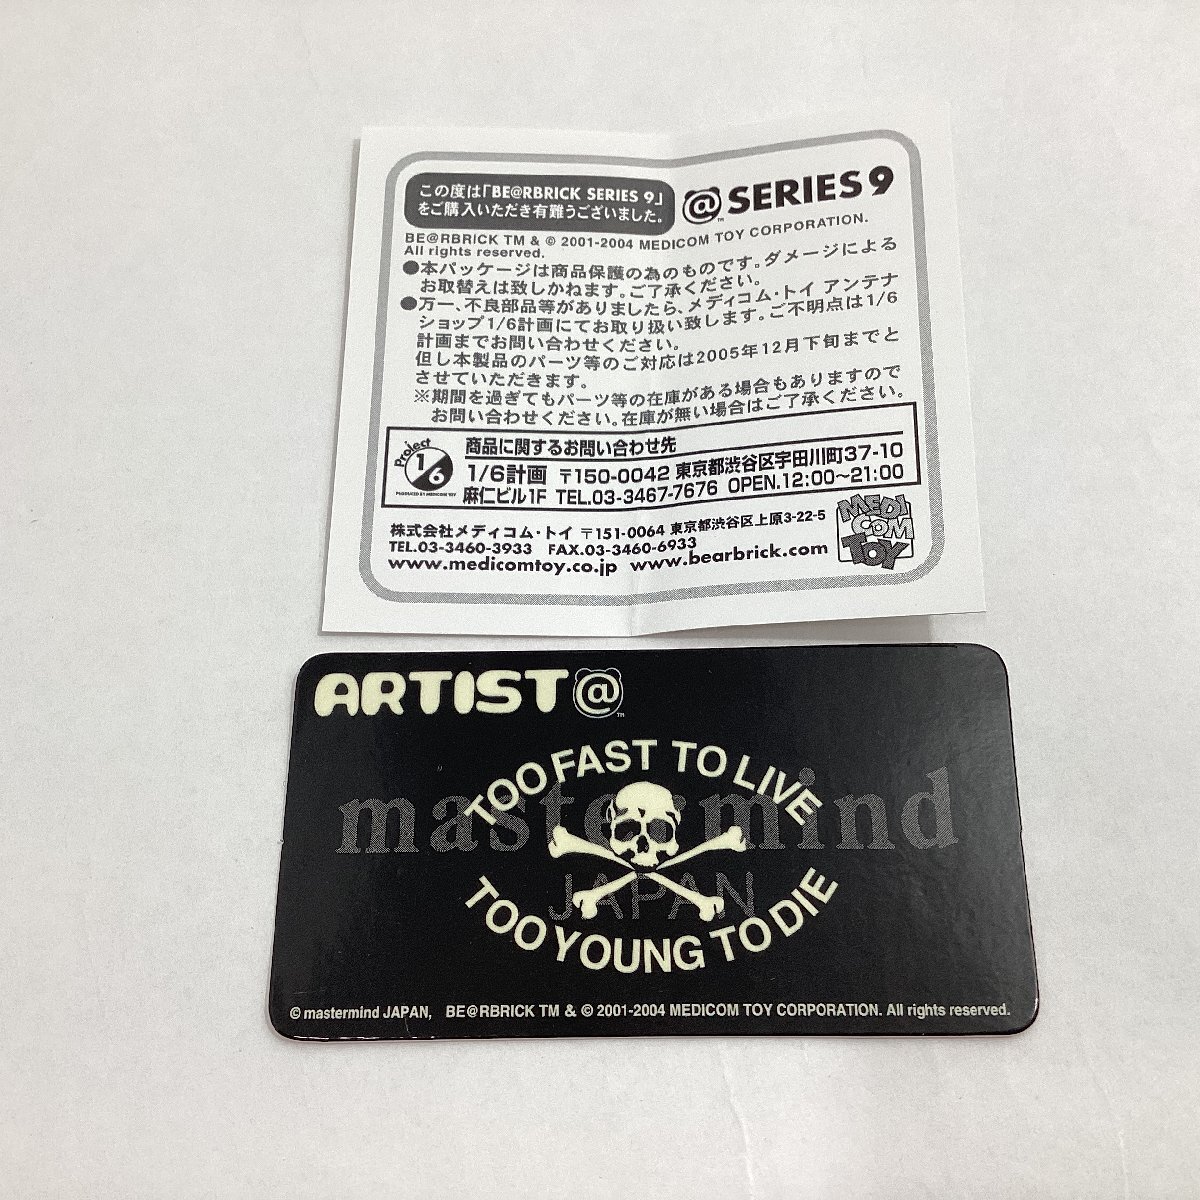 この度は「BE@RBRICK SERIES 9」
をご購入いただき有難うございました。
@ SERIES 9
TM
BE@RBRICK TM & © 2001-2004 MEDICOM TOY CORPORATION.
All rights reserved.
●本パッケージは商品保護の為のものです。ダメージによる
お取替えは致しかねます。ご了承ください。
●万一、不良部品等がありましたら、メディコム・トイ アンテナ
ショップ1/6計画にてお取り扱い致します。ご不明点は1/6
計画までお問い合わせください。
但し本製品のパーツ等のご対応は2005年12月下旬までと
させていただきます。
※期間を過ぎてもパーツ等の在庫がある場合もありますので
お問い合わせください。在庫が無い場合はご了承ください。
Project
1/6
PRODUCED BY MEDICOM TOY
商品に関するお問い合わせ先
1/6計画 〒150-0042 東京都渋谷区宇田川町37-10
麻仁ビル1F TEL.03-3467-7676 OPEN.12:00～21:00
株式会社メディコム・トイ 〒151-0064 東京都渋谷区上原3-22-5
TEL.03-3460-3933 FAX.03-3460-6933
www.medicomtoy.co.jp www.bearbrick.com
MEDI
COM
TOY
ARTIST@
TM
TOO FAST TO LIVE
mastermind
JAPAN
TOO YOUNG TO DIE
© mastermind JAPAN, BE@RBRICK TM & © 2001-2004 MEDICOM TOY CORPORATION. All rights reserved.